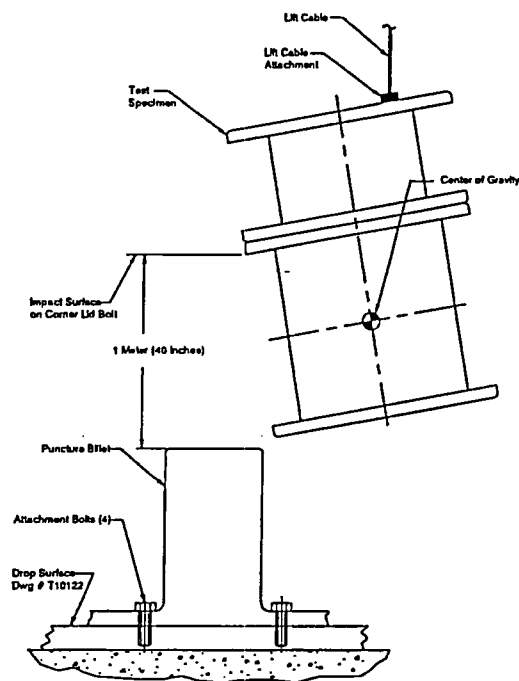 Lift Cable
Lift Cable
Attachment
Test
Specimen
Center of Gravity
Impact Surface
on Corner Lid Bolt
1 Meter (40 Inches)
Puncture Billet
Attachment Bolts (4)
Drop Surface
Dwg # T10122